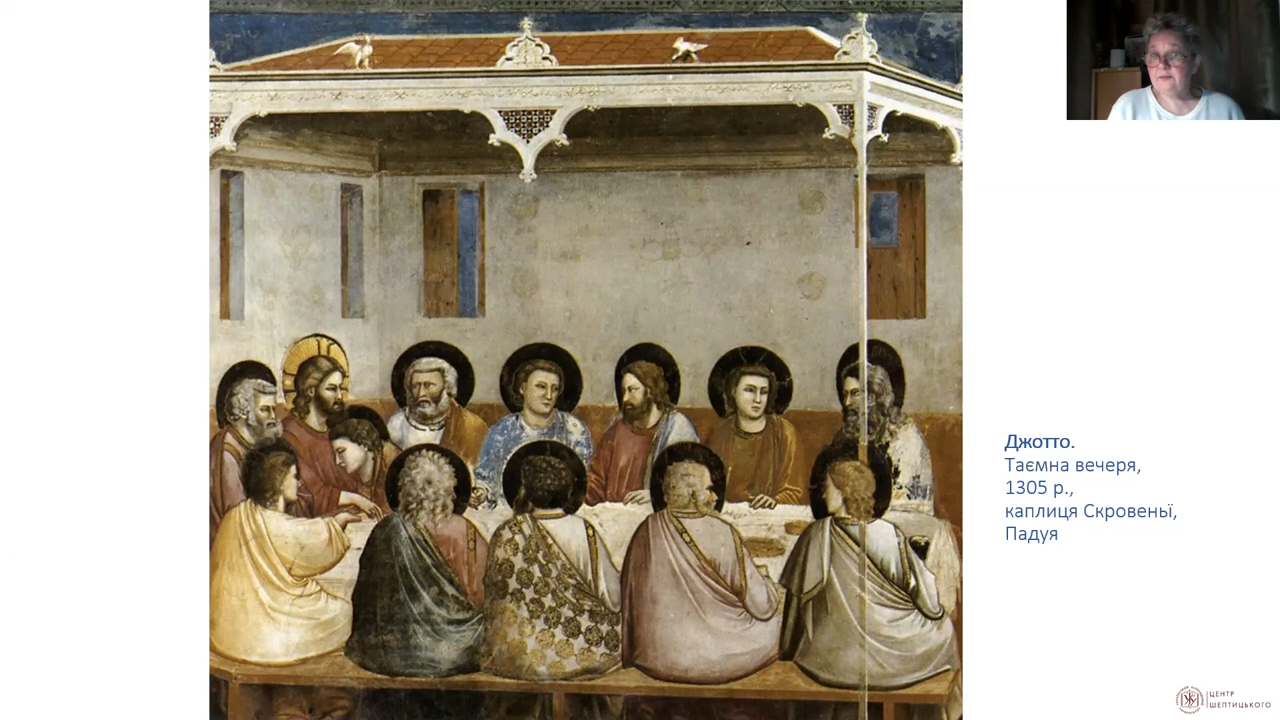 Джотто.
Таємна вечеря,
1305 р.,
каплиця Скровеньї,
Падуя
ЦЕНТР
ШЕПТИЦЬКОГО